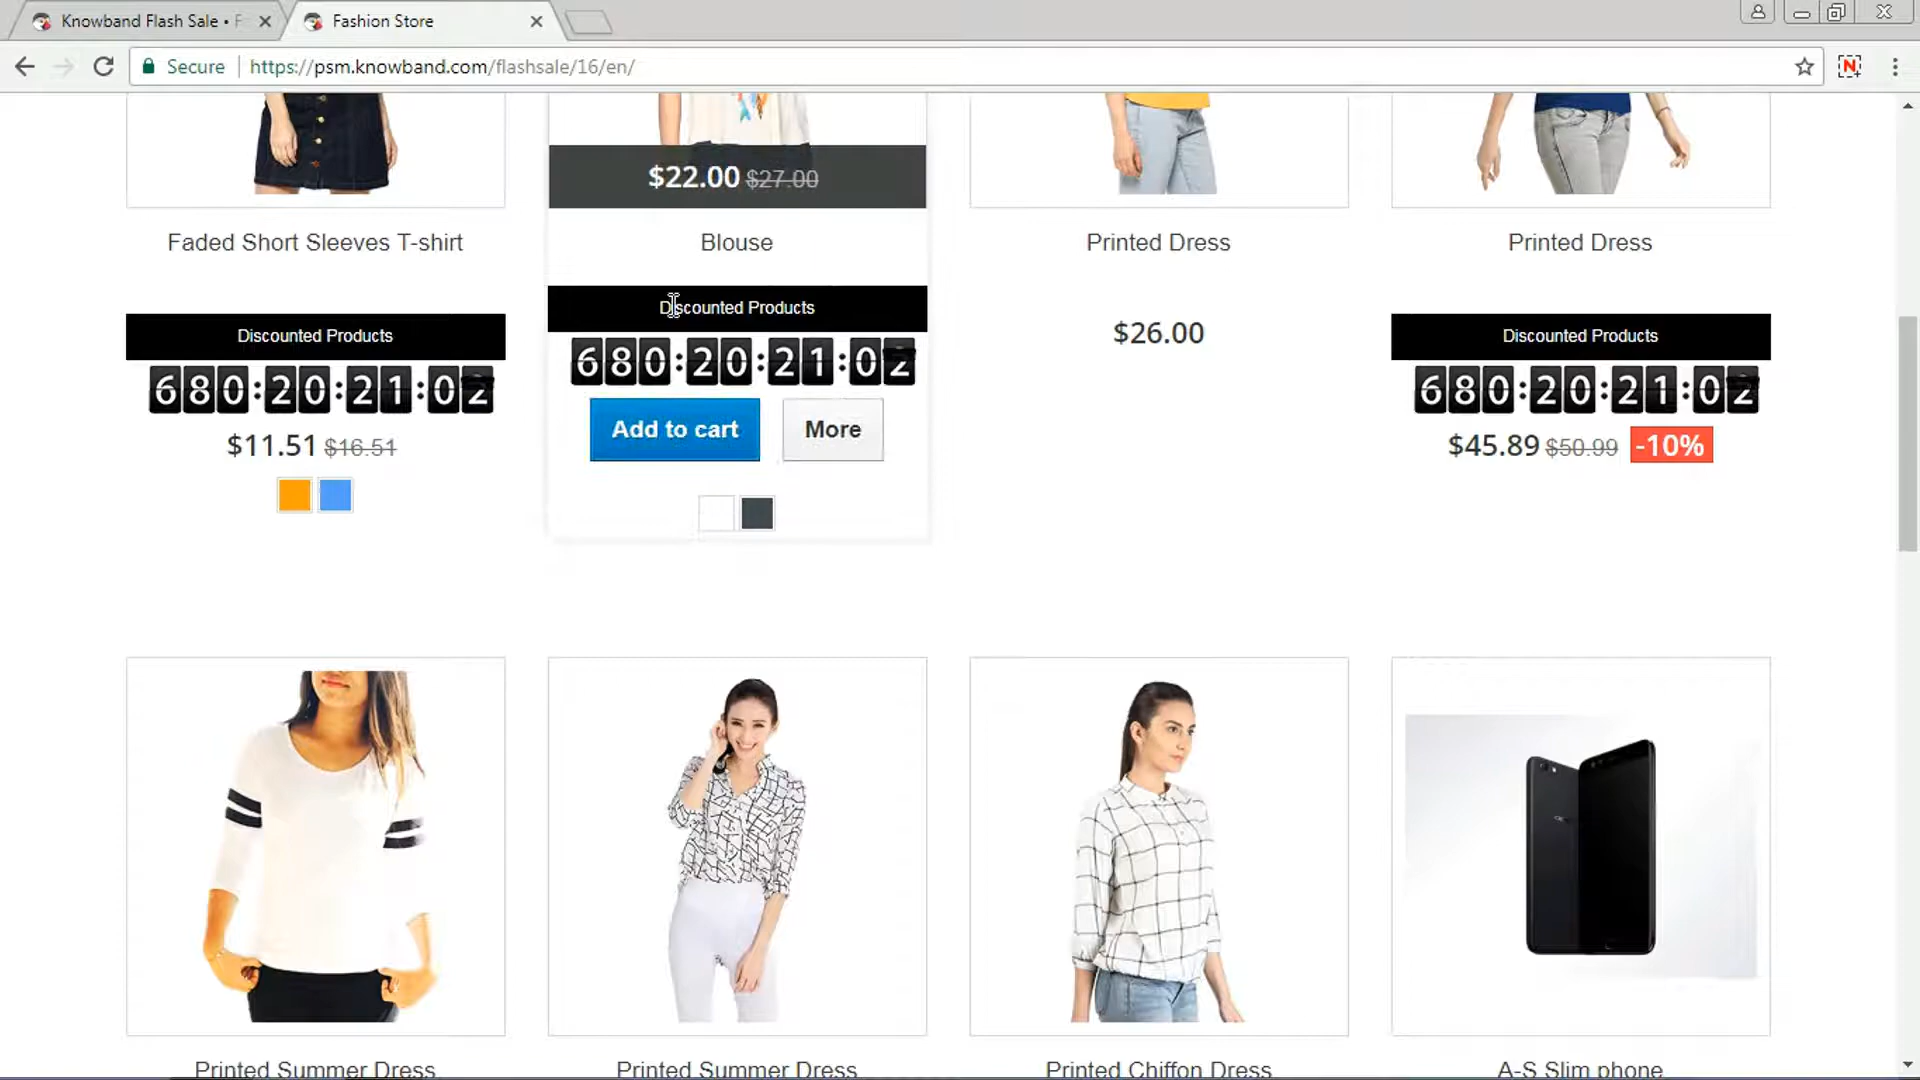 Knowband Flash Sale • F
Fashion Store
Secure
https://psm.knowband.com/flashsale/16/en/
$22.00 $27.00
Faded Short Sleeves T-shirt
Blouse
Printed Dress
Printed Dress
Discounted Products
680:20:21:02
$11.51 $16.51
Discounted Products
680:20:21:02
Add to cart
More
$26.00
Discounted Products
680:20:21:02
$45.89 $50.99 -10%
Printed Summer Dress
Printed Summer Dress
Printed Chiffon Dress
A-S Slim phone